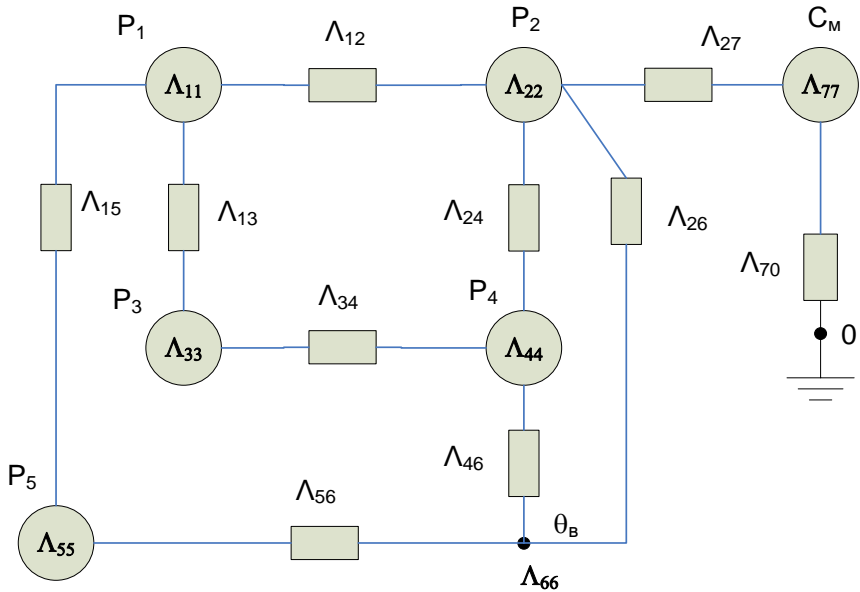 P₁
Λ₁₂
P₂
Λ₂₇
Cм
Λ₁₁
Λ₂₂
Λ₇₇
Λ₁₅
Λ₁₃
Λ₂₄
Λ₂₆
Λ₇₀
P₃
Λ₃₄
P₄
0
Λ₃₃
Λ₄₄
Λ₄₆
P₅
Λ₅₆
θв
Λ₅₅
Λ₆₆